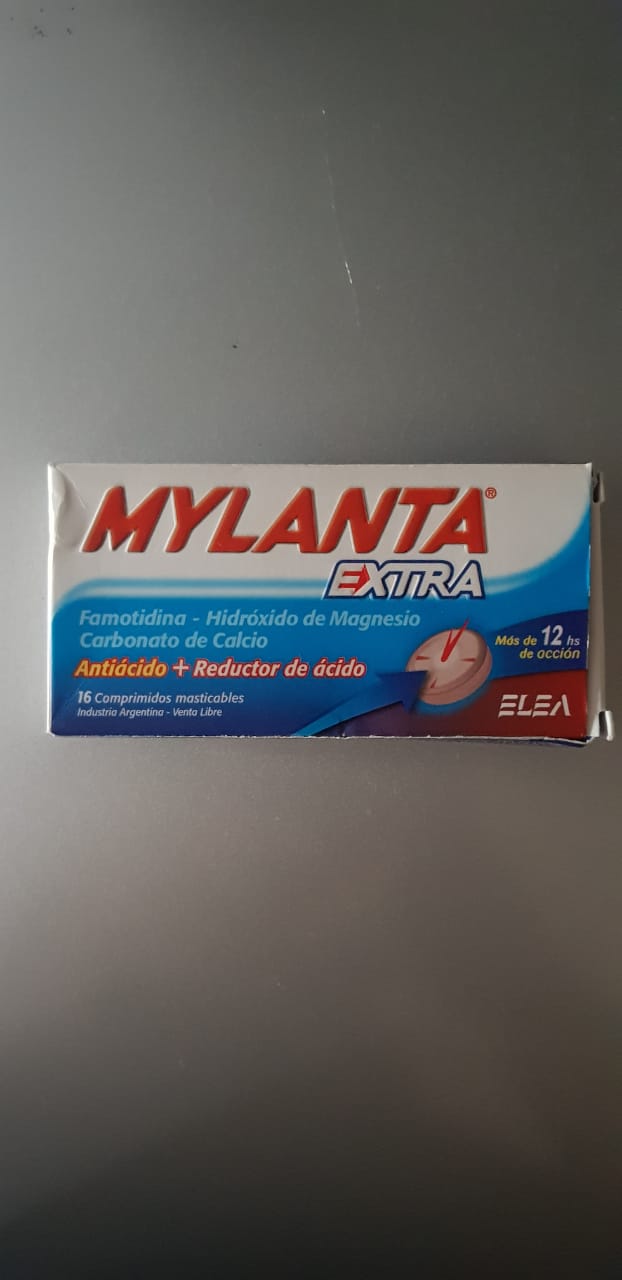 MYLANTA®
EXTRA
Famotidina - Hidróxido de Magnesio
Carbonato de Calcio
Antiácido + Reductor de ácido
16 Comprimidos masticables
Industria Argentina - Venta Libre
Más de 12 hs
de acción
ELEA